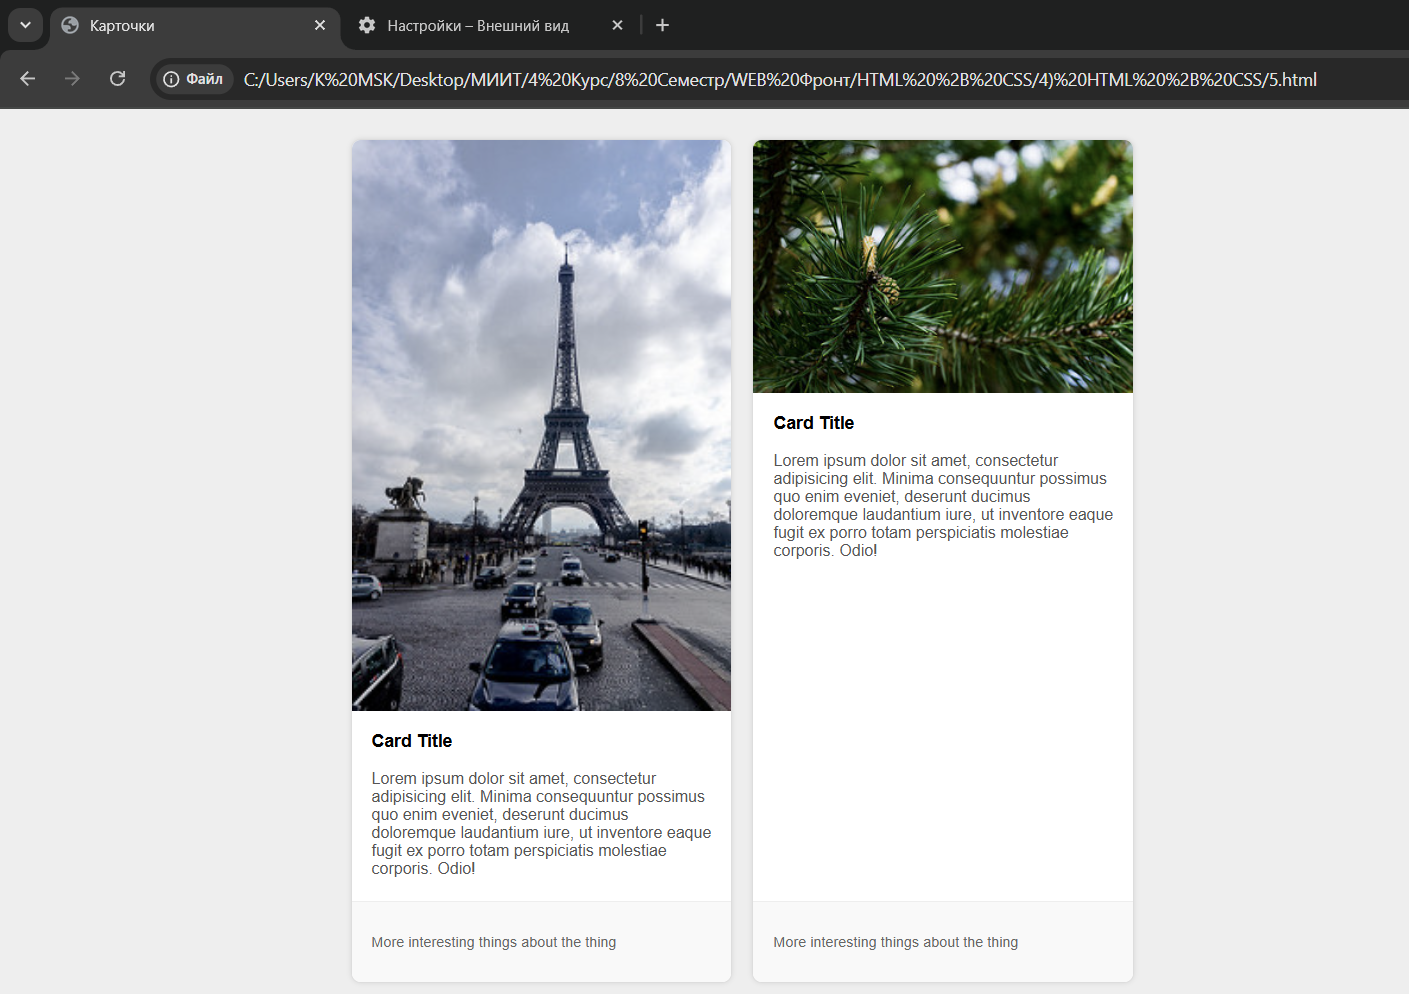 Карточки
Настройки – Внешний вид
Файл
C:/Users/K%20MSK/Desktop/МИИТ/4%20Курс/8%20Семестр/WEB%20Фронт/HTML%20%2B%20CSS/4)%20HTML%20%2B%20CSS/5.html
Card Title
Lorem ipsum dolor sit amet, consectetur
adipisicing elit. Minima consequuntur possimus
quo enim eveniet, deserunt ducimus
doloremque laudantium iure, ut inventore eaque
fugit ex porro totam perspiciatis molestiae
corporis. Odio!
More interesting things about the thing
Card Title
Lorem ipsum dolor sit amet, consectetur
adipisicing elit. Minima consequuntur possimus
quo enim eveniet, deserunt ducimus
doloremque laudantium iure, ut inventore eaque
fugit ex porro totam perspiciatis molestiae
corporis. Odio!
More interesting things about the thing